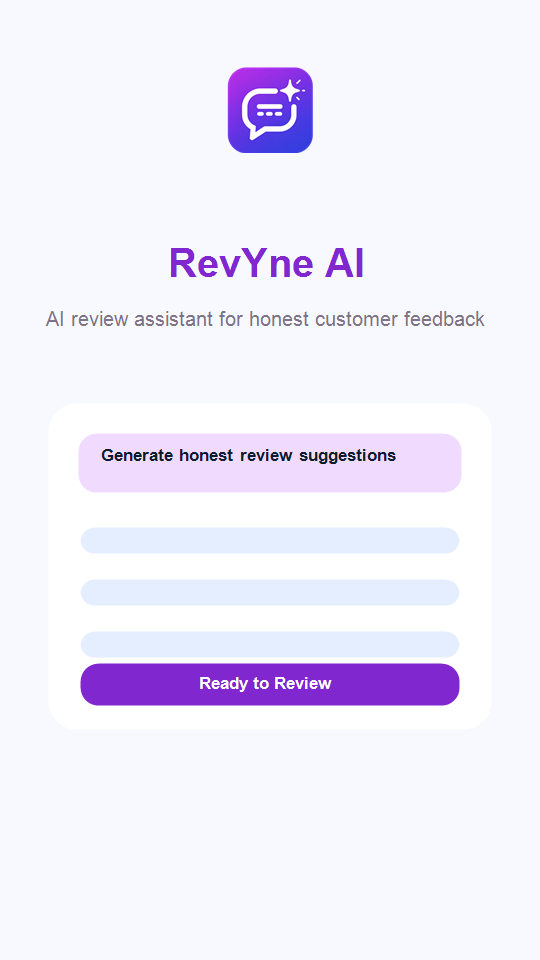 RevYne AI
AI review assistant for honest customer feedback
Generate honest review suggestions
Ready to Review